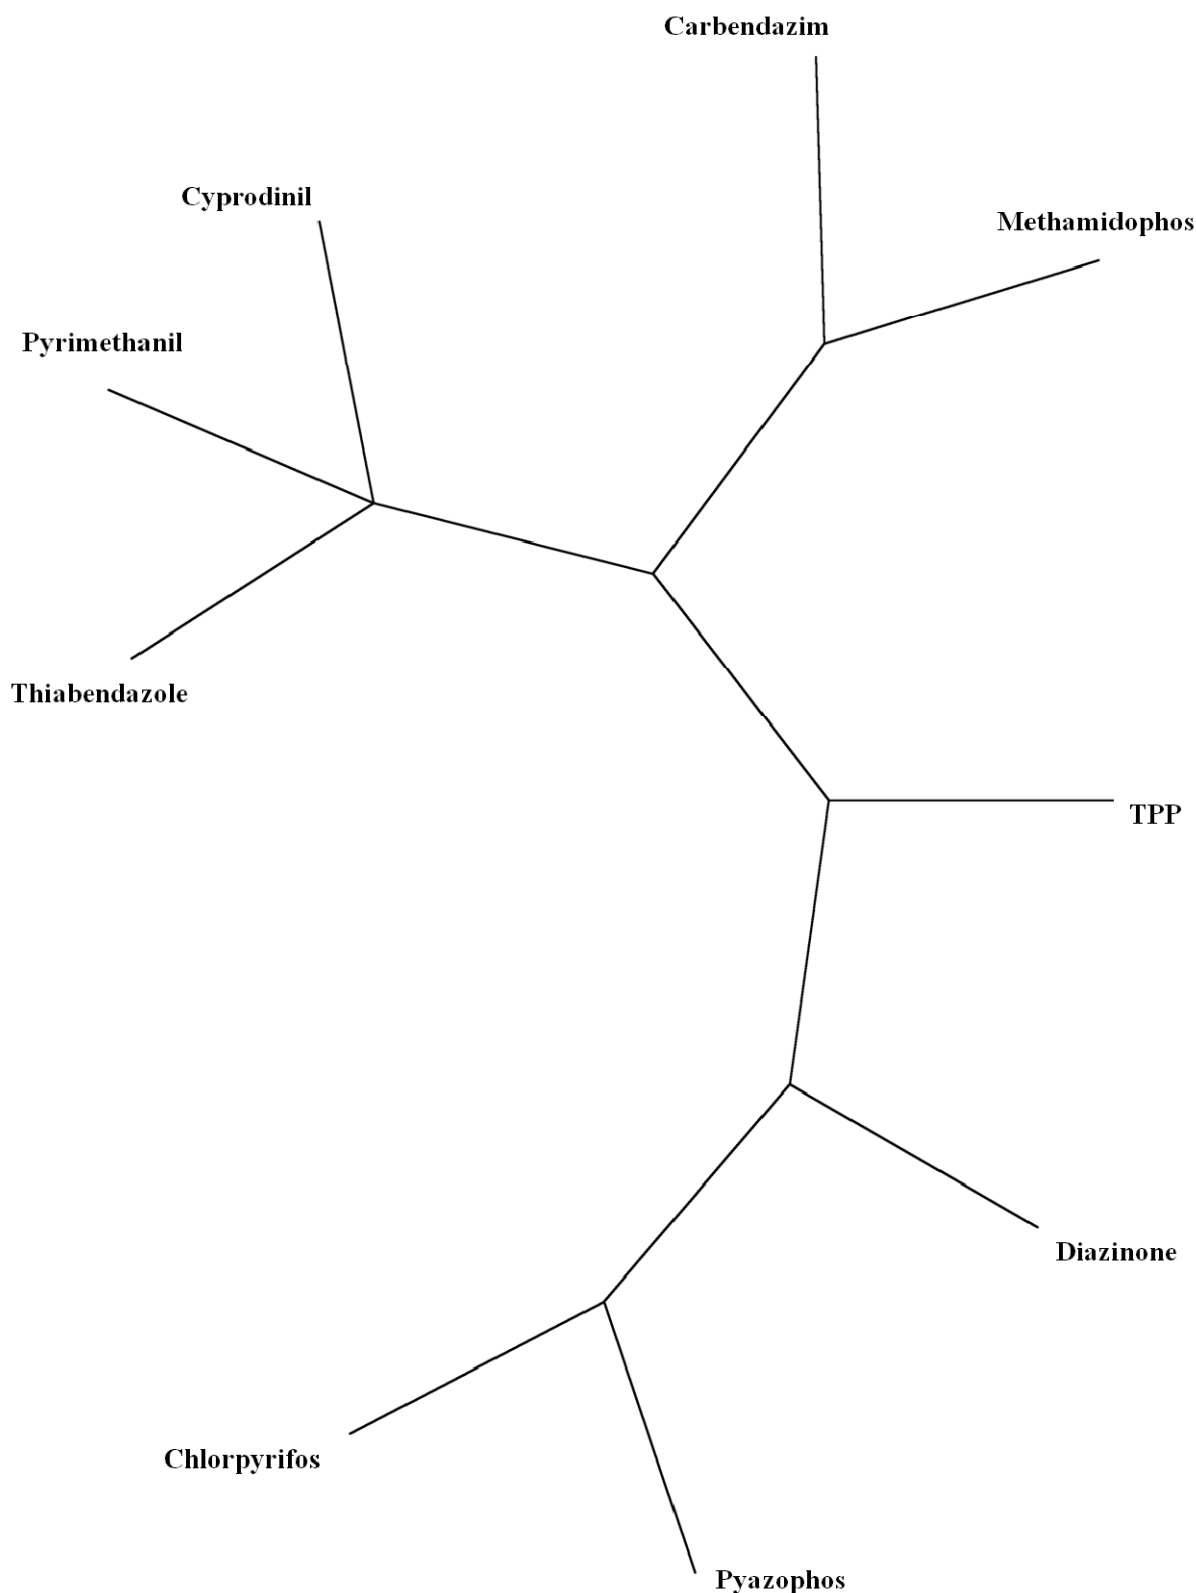 Carbendazim
Cyprodinil
Methamidophos
Pyrimethanil
Thiabendazole
TPP
Diazinone
Chlorpyrifos
Pyazophos